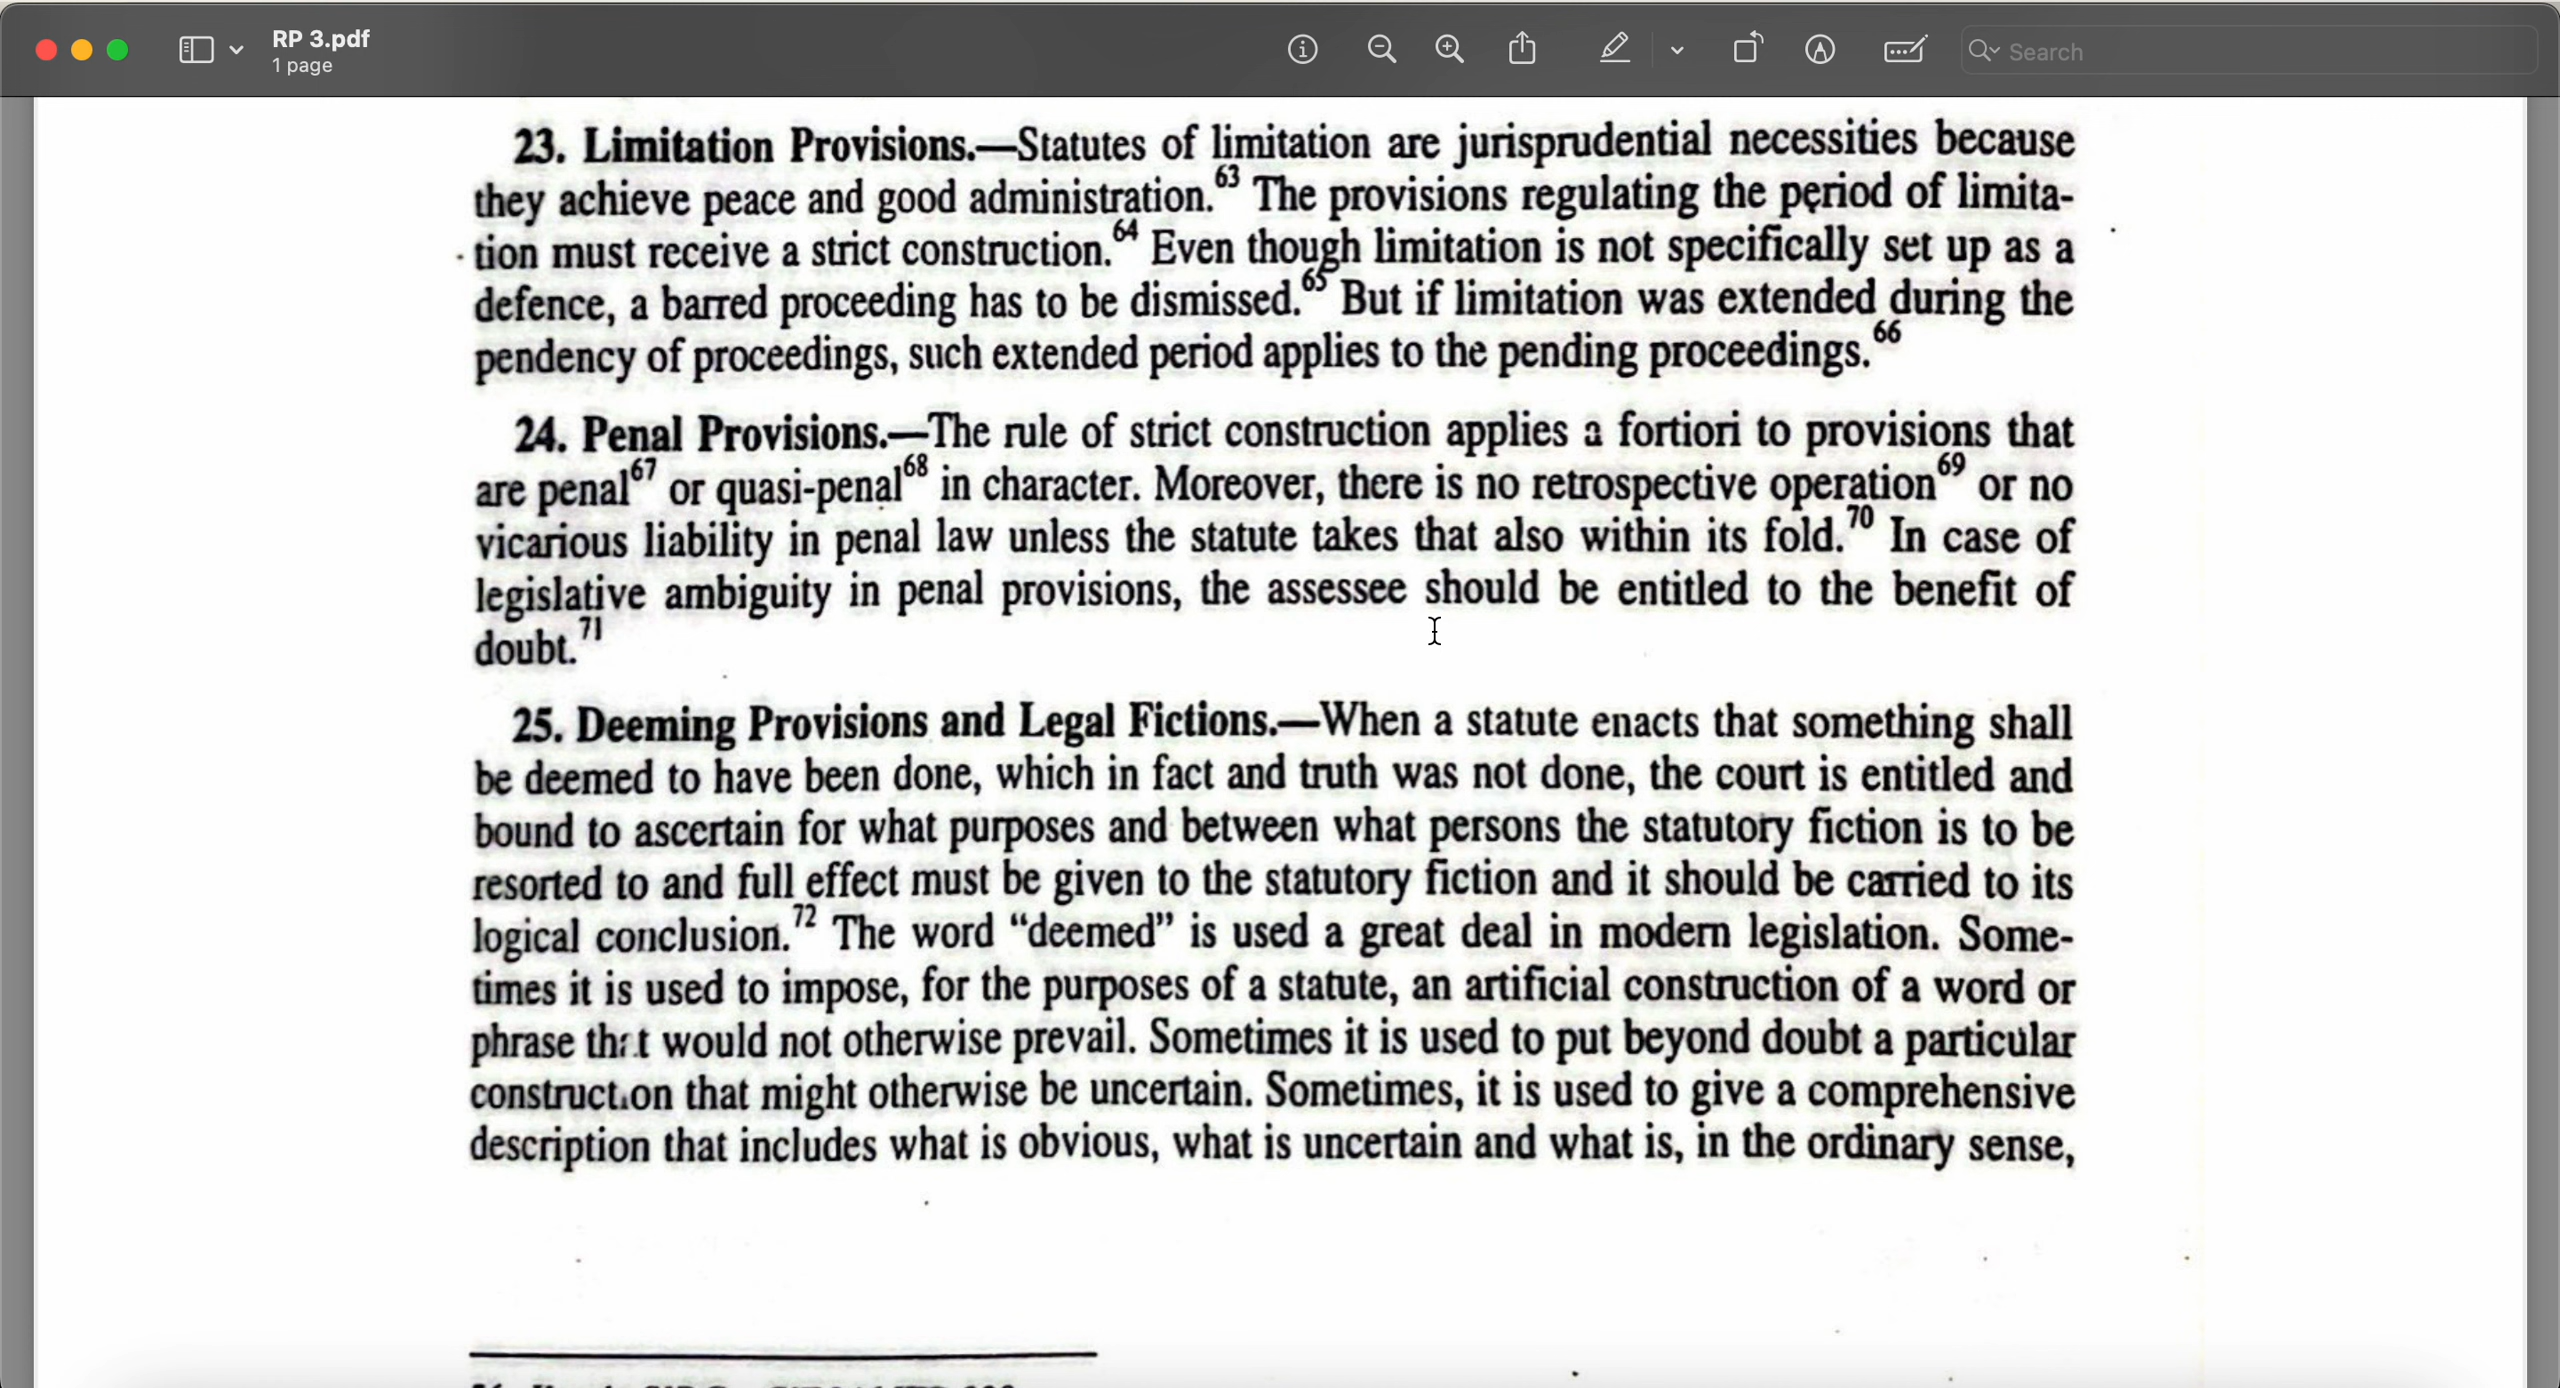 RP 3.pdf
1 page
Search
23. Limitation Provisions.—Statutes of limitation are jurisprudential necessities because
they achieve peace and good administration.63 The provisions regulating the period of limita-
tion must receive a strict construction.64 Even though limitation is not specifically set up as a
defence, a barred proceeding has to be dismissed.65 But if limitation was extended during the
pendency of proceedings, such extended period applies to the pending proceedings.66
24. Penal Provisions.—The rule of strict construction applies a fortiori to provisions that
are penal67 or quasi-penal68 in character. Moreover, there is no retrospective operation69 or no
vicarious liability in penal law unless the statute takes that also within its fold.70 In case of
legislative ambiguity in penal provisions, the assessee should be entitled to the benefit of
doubt.71
25. Deeming Provisions and Legal Fictions.—When a statute enacts that something shall
be deemed to have been done, which in fact and truth was not done, the court is entitled and
bound to ascertain for what purposes and between what persons the statutory fiction is to be
resorted to and full effect must be given to the statutory fiction and it should be carried to its
logical conclusion.72 The word “deemed” is used a great deal in modern legislation. Some-
times it is used to impose, for the purposes of a statute, an artificial construction of a word or
phrase that would not otherwise prevail. Sometimes it is used to put beyond doubt a particular
construction that might otherwise be uncertain. Sometimes, it is used to give a comprehensive
description that includes what is obvious, what is uncertain and what is, in the ordinary sense,